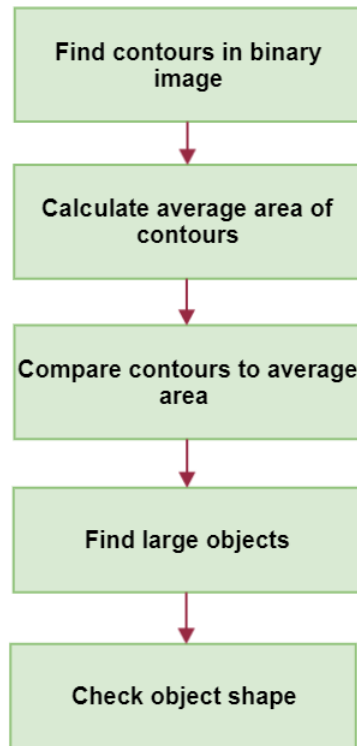 Find contours in binary
image
Calculate average area of
contours
Compare contours to average
area
Find large objects
Check object shape